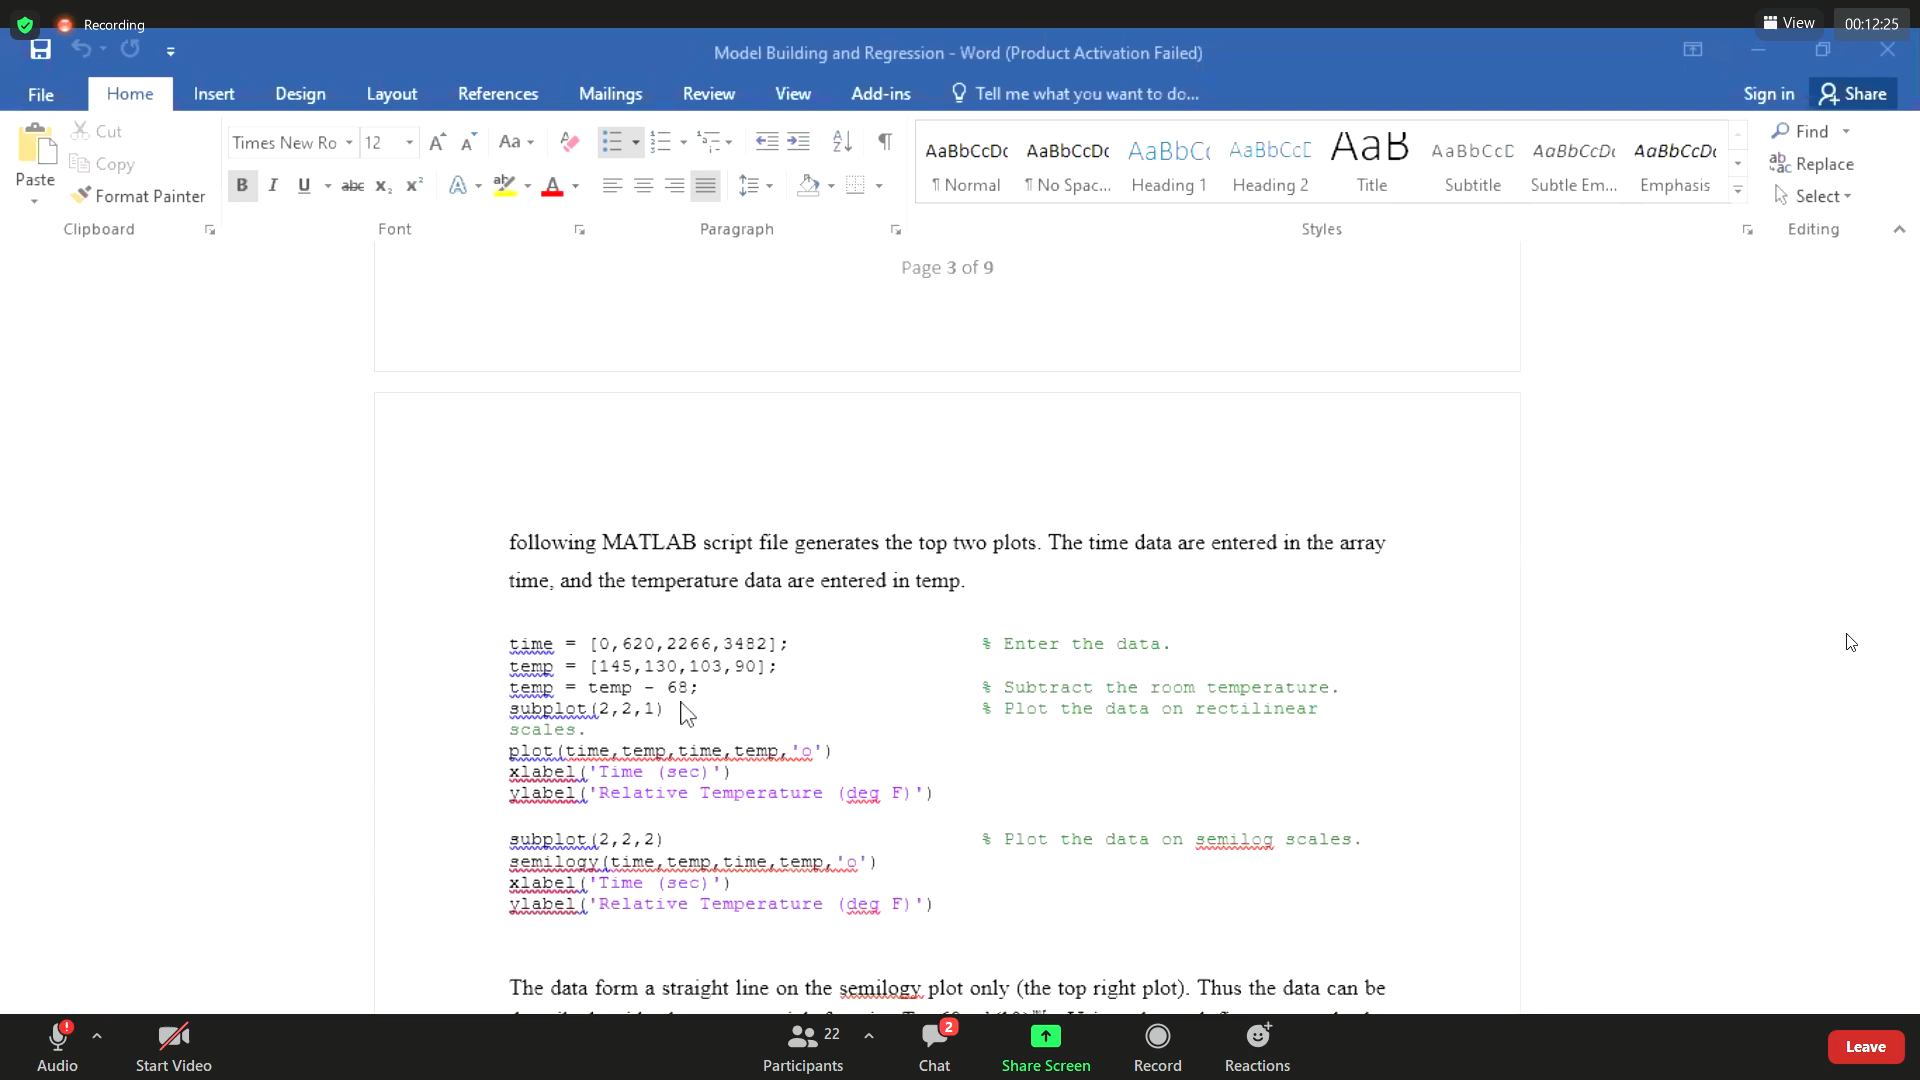 Recording
View
00:12:25
Model Building and Regression - Word (Product Activation Failed)
File
Home
Insert
Design
Layout
References
Mailings
Review
View
Add-ins
Tell me what you want to do...
Sign in
Share
Paste
Cut
Copy
Format Painter
Clipboard
Times New Ro
12
Aa
B I U abc x₂ x²
Font
Paragraph
AaBbCcDc
¶ Normal
AaBbCcDc
¶ No Spac...
AaBbCc
Heading 1
AaBbCcD
Heading 2
AaB
Title
AaBbCcD
Subtitle
AaBbCcDc
Subtle Em...
AaBbCcDc
Emphasis
Styles
Find
Replace
Select
Editing
Page 3 of 9
following MATLAB script file generates the top two plots. The time data are entered in the array
time, and the temperature data are entered in temp.
time = [0,620,2266,3482]; % Enter the data.
temp = [145,130,103,90];
temp = temp - 68; % Subtract the room temperature.
subplot(2,2,1) % Plot the data on rectilinear
scales.
plot(time,temp,time,temp,'o')
xlabel('Time (sec)')
ylabel('Relative Temperature (deg F)')
subplot(2,2,2) % Plot the data on semilog scales.
semilogy(time,temp,time,temp,'o')
xlabel('Time (sec)')
ylabel('Relative Temperature (deg F)')
The data form a straight line on the semilogy plot only (the top right plot). Thus the data can be
Audio
Start Video
Participants
22
Chat
2
Share Screen
Record
Reactions
Leave